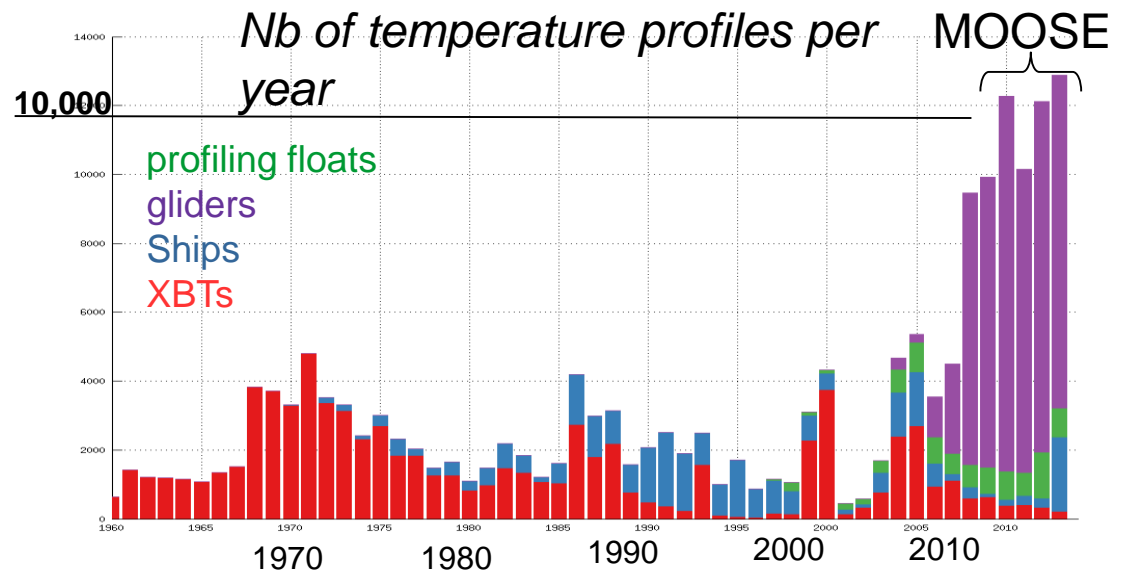 Nb of temperature profiles per
year
MOOSE
14000
12000
10,000
10000
8000
6000
4000
2000
0
profiling floats
gliders
Ships
XBTs
1960 1965 1970 1975 1980 1985 1990 1995 2000 2005 2010
1970 1980 1990 2000 2010